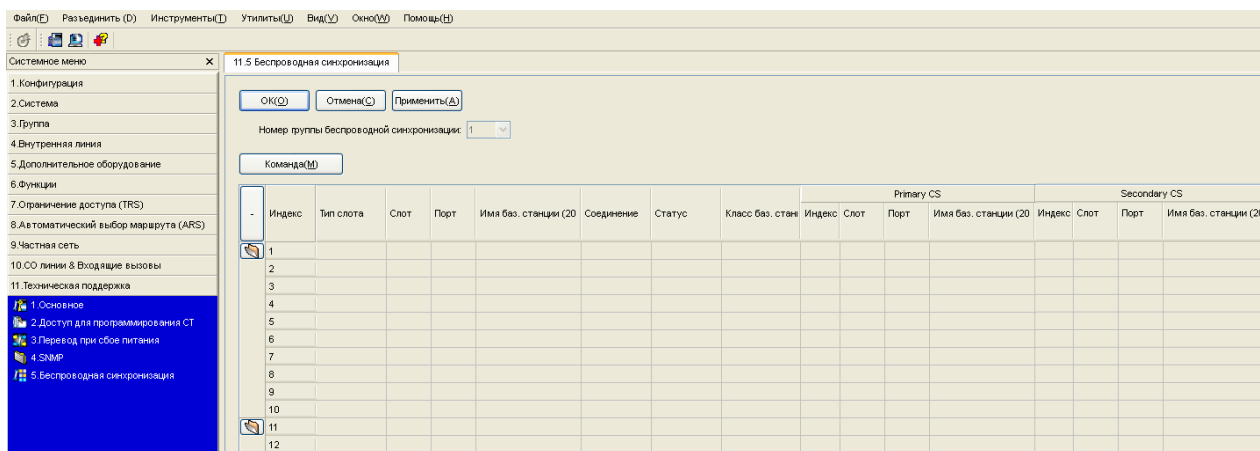 Файл(F) Разъединить (D) Инструменты(T) Утилиты(U) Вид(V) Окно(W) Помощь(H)
Системное меню x
11.5 Беспроводная синхронизация
1.Конфигурация
2.Система
3.Группа
4.Внутренняя линия
5.Дополнительное оборудование
6.Функции
7.Ограничение доступа (TRS)
8.Автоматический выбор маршрута (ARS)
9.Частная сеть
10.CO линии & Входящие вызовы
11.Техническая поддержка
1.Основное
2.Доступ для программирования СТ
3.Перевод при сбое питания
4.SNMP
5.Беспроводная синхронизация
OK(O) Отмена(C) Применить(A)
Номер группы беспроводной синхронизации: 1
Команда(M)
Primary CS Secondary CS
- Индекс Тип слота Слот Порт Имя баз. станции (20 Соединение Статус Класс баз. стан Индекс Слот Порт Имя баз. станции (20 Индекс Слот Порт Имя баз. станции (20
1
2
3
4
5
6
7
8
9
10
11
12